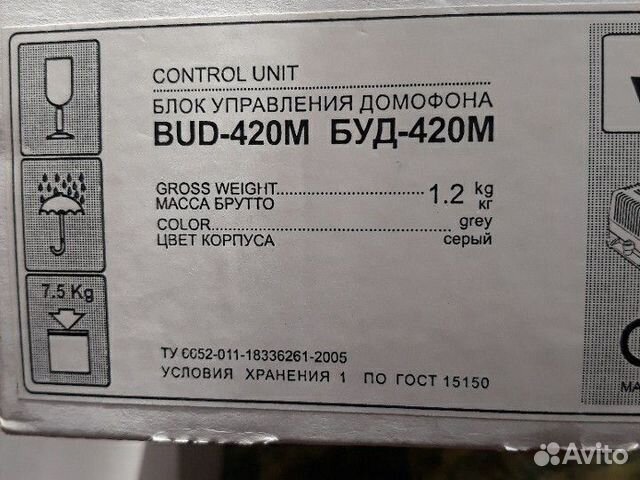 CONTROL UNIT
БЛОК УПРАВЛЕНИЯ ДОМОФОНА
BUD-420M БУД-420М
GROSS WEIGHT................................1.2 kg
МАССА БРУТТО кг
COLOR................................................grey
ЦВЕТ КОРПУСА серый
7.5 Kg
ТУ 6652-011-18336261-2005
УСЛОВИЯ ХРАНЕНИЯ 1 ПО ГОСТ 15150
Avito